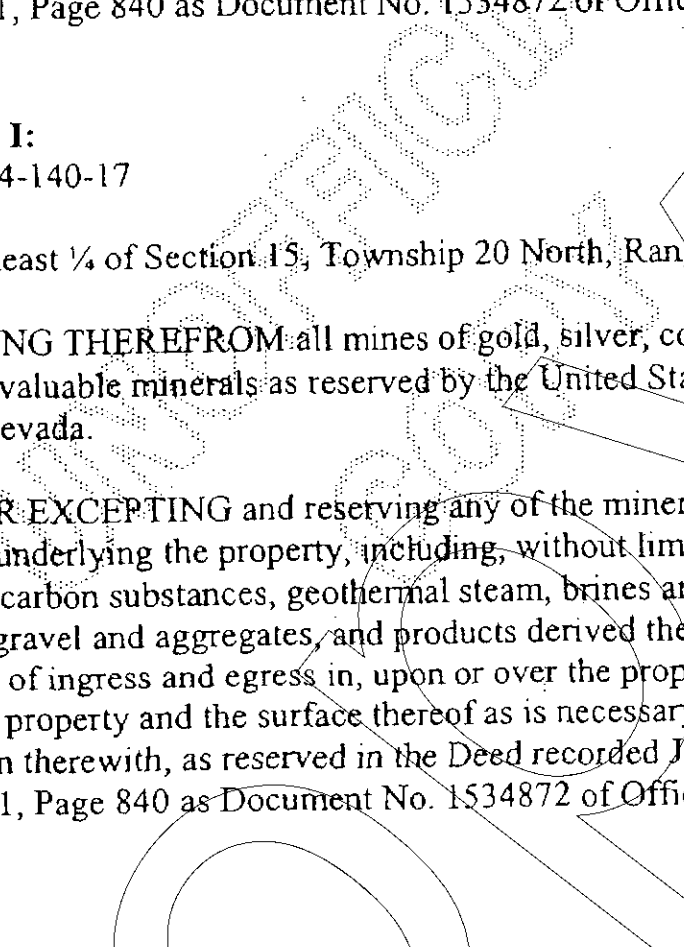 1, Page 840 as Document No. 1534872 of Offic
I:
4-140-17
east ¼ of Section 15, Township 20 North, Ran
NG THEREFROM all mines of gold, silver, co
valuable minerals as reserved by the United Sta
evada.
R EXCEPTING and reserving any of the miner
underlying the property, including, without lim
carbon substances, geothermal steam, brines an
gravel and aggregates, and products derived the
of ingress and egress in, upon or over the prop
property and the surface thereof as is necessary
n therewith, as reserved in the Deed recorded J
1, Page 840 as Document No. 1534872 of Offic
UNOFFICI
COPY